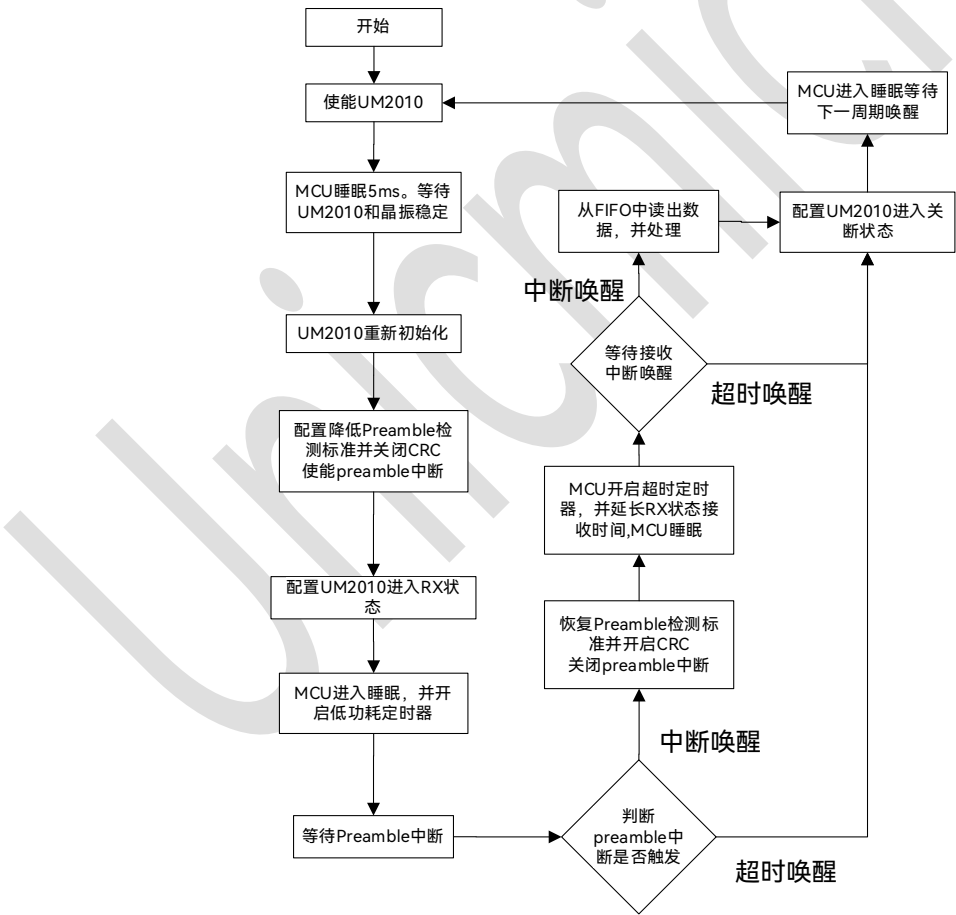 开始
使能UM2010
MCU睡眠5ms。等待
UM2010和晶振稳定
UM2010重新初始化
配置降低Preamble检
测标准并关闭CRC
使能preamble中断
配置UM2010进入RX状
态
MCU进入睡眠，并开
启低功耗定时器
等待Preamble中断
判断
preamble中
断是否触发
中断唤醒
超时唤醒
恢复Preamble检测标
准并开启CRC
关闭preamble中断
MCU开启超时定时
器，并延长RX状态接
收时间,MCU睡眠
等待接收
中断唤醒
中断唤醒
超时唤醒
从FIFO中读出数
据，并处理
配置UM2010进入关
断状态
MCU进入睡眠等待
下一周期唤醒
Unicmicr